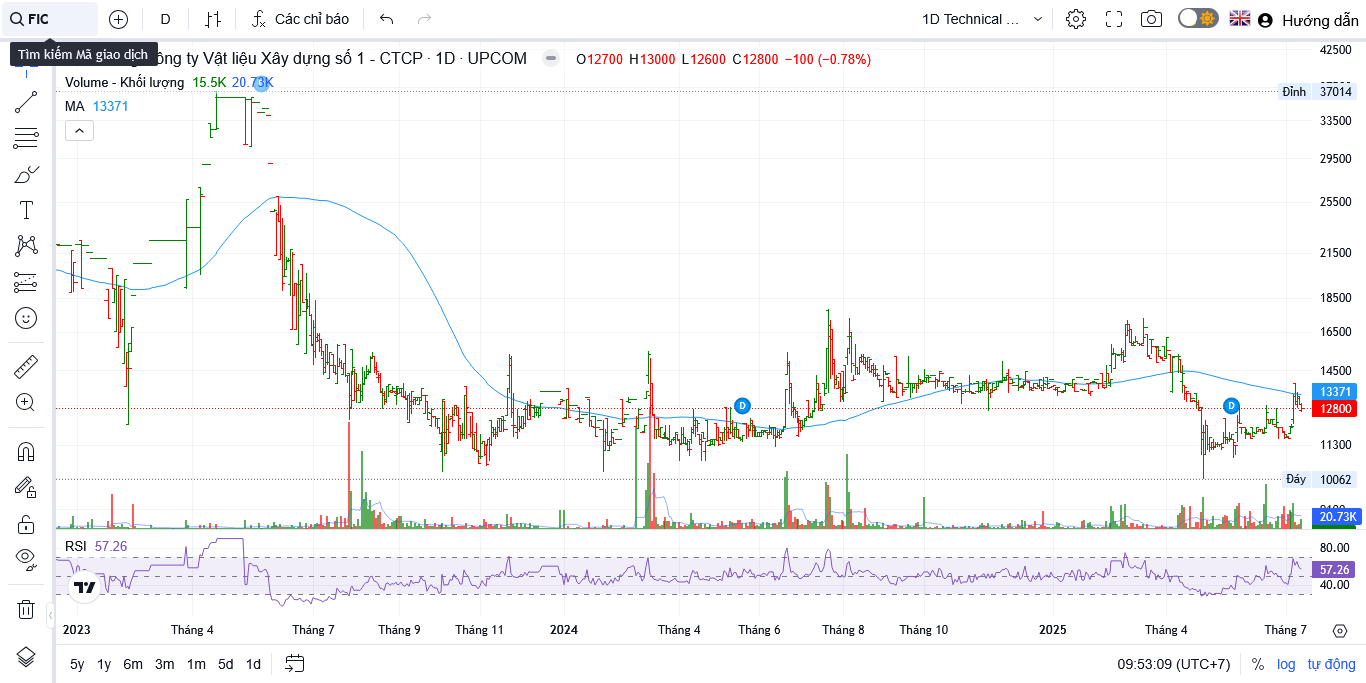 FIC
D
Các chỉ báo
1D Technical ...
Hướng dẫn
Tìm kiếm Mã giao dịch
ông ty Vật liệu Xây dựng số 1 - CTCP · 1D · UPCOM
O12700 H13000 L12600 C12800 −100 (−0.78%)
Volume - Khối lượng 15.5K 20.73K
MA 13371
42500
Đỉnh 37014
33500
29500
25500
21500
18500
16500
14500
13371
12800
11300
Đáy 10062
20.73K
D
D
RSI 57.26
80.00
57.26
40.00
2023 Tháng 4 Tháng 7 Tháng 9 Tháng 11 2024 Tháng 4 Tháng 6 Tháng 8 Tháng 10 2025 Tháng 4 Tháng 7
5y 1y 6m 3m 1m 5d 1d
09:53:09 (UTC+7) % log tự động